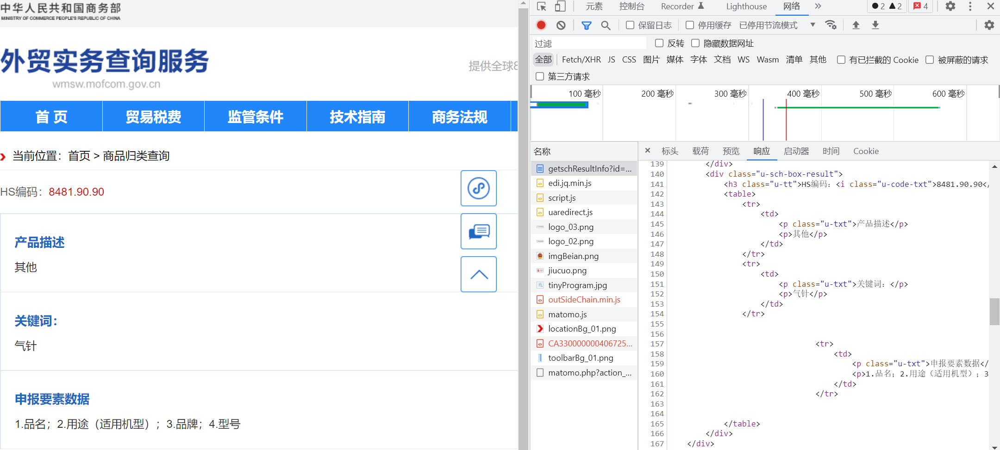 中华人民共和国商务部
MINISTRY OF COMMERCE PEOPLE'S REPUBLIC OF CHINA
外贸实务查询服务
wmsw.mofcom.gov.cn
提供全球8
首 页
贸易税费
监管条件
技术指南
商务法规
当前位置：首页 > 商品归类查询
HS编码：8481.90.90
产品描述
其他
关键词：
气针
申报要素数据
1.品名；2.用途（适用机型）；3.品牌；4.型号
元素 控制台 Recorder Lighthouse 网络 2 2 4
保留日志 停用缓存 已停用节流模式
过滤 反转 隐藏数据网址
全部 Fetch/XHR JS CSS 图片 媒体 字体 文档 WS Wasm 清单 其他 有已拦截的 Cookie 被屏蔽的请求
第三方请求
100 毫秒 200 毫秒 300 毫秒 400 毫秒 500 毫秒 600 毫秒
名称
getschResultInfo?id=...
edi.jq.min.js
script.js
uaredirect.js
logo_03.png
logo_02.png
imgBeian.png
jiucuo.png
tinyProgram.jpg
outSideChain.min.js
matomo.js
locationBg_01.png
CA330000000406725...
toolbarBg_01.png
matomo.php?action_...
标头 载荷 预览 响应 启动器 时间 Cookie
139 </div>
140 <div class="u-sch-box-result">
141 <h3 class="u-tt">HS编码：<i class="u-code-txt">8481.90.90</
142 <table>
143 <tr>
144 <td>
145 <p class="u-txt">产品描述</p>
146 <p>其他</p>
147 </td>
148 </tr>
149 <tr>
150 <td>
151 <p class="u-txt">关键词：</p>
152 <p>气针</p>
153 </td>
154 </tr>
155
156
157 <tr>
158 <td>
159 <p class="u-txt">申报要素数据</
160 <p>1.品名；2.用途（适用机型）；3
161 </td>
162 </tr>
163
164
165 </table>
166 </div>
167 </div>